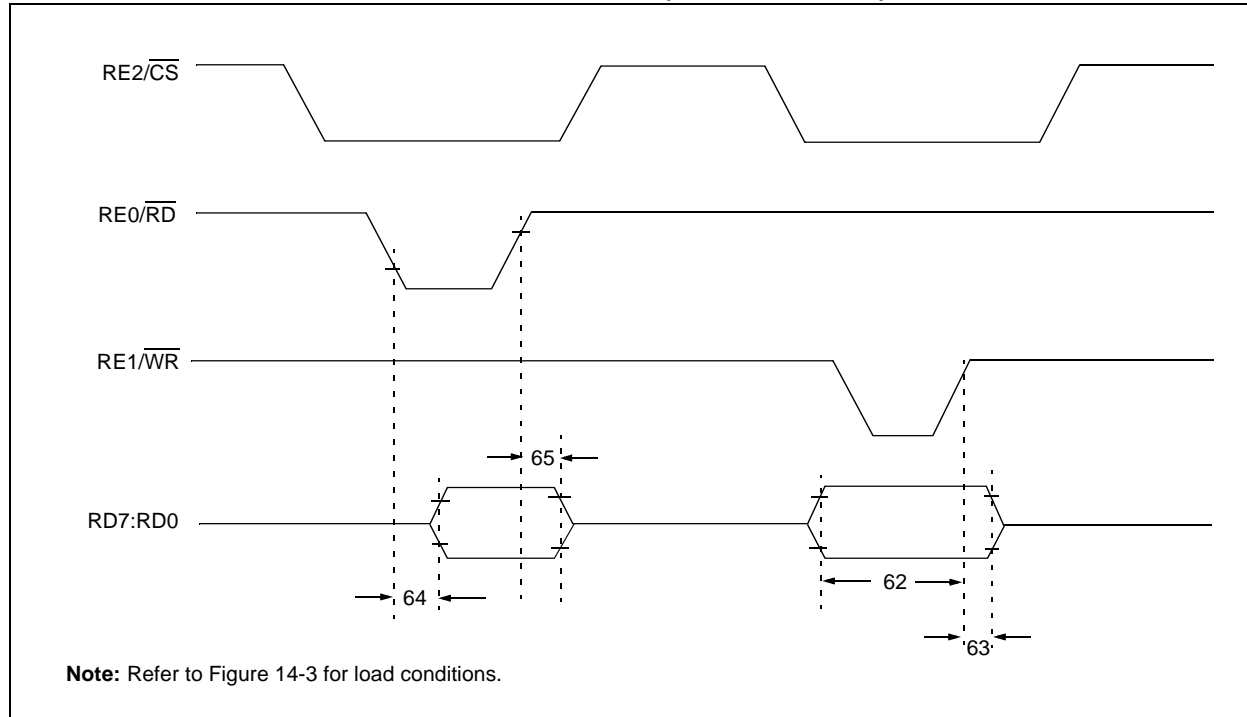 RE2/CS
RE0/RD
RE1/WR
65
RD7:RD0
62
64
63
Note: Refer to Figure 14-3 for load conditions.